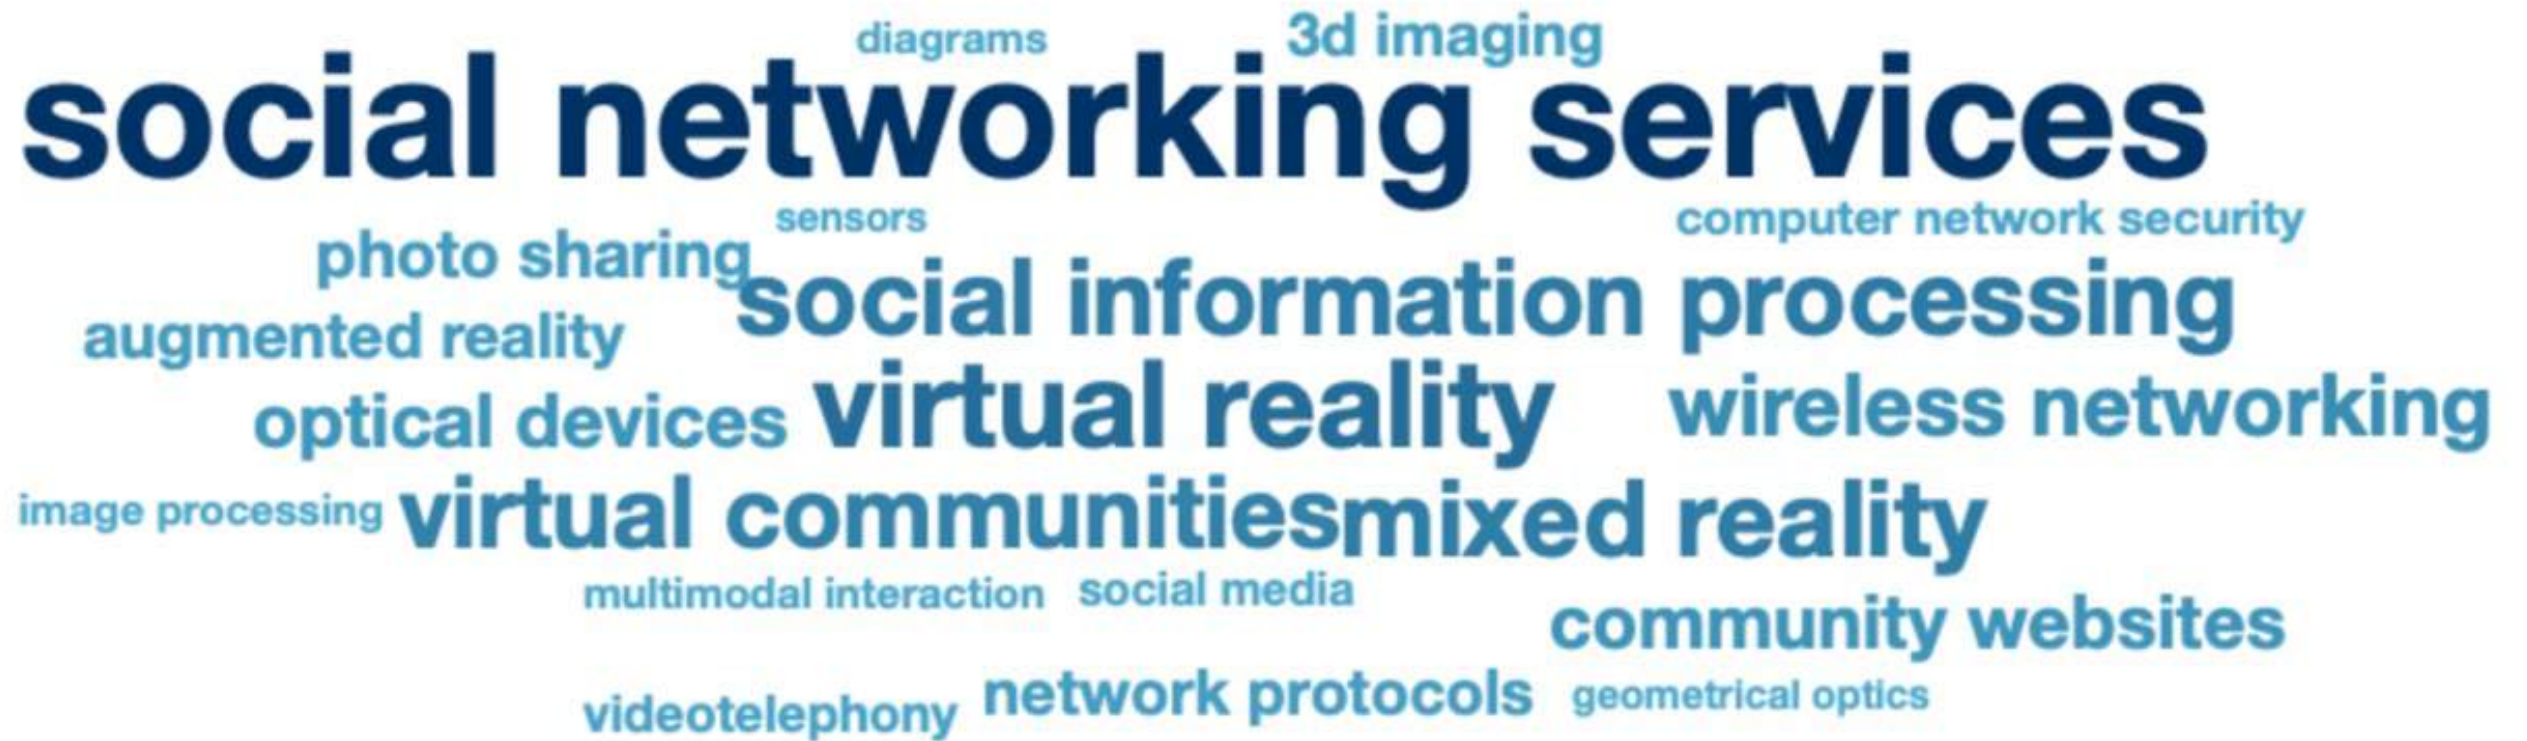 diagrams 3d imaging
social networking services
sensors computer network security
photo sharing
social information processing
augmented reality
virtual reality wireless networking
optical devices
image processing virtual communities mixed reality
multimodal interaction social media
community websites
videotelephony network protocols geometrical optics